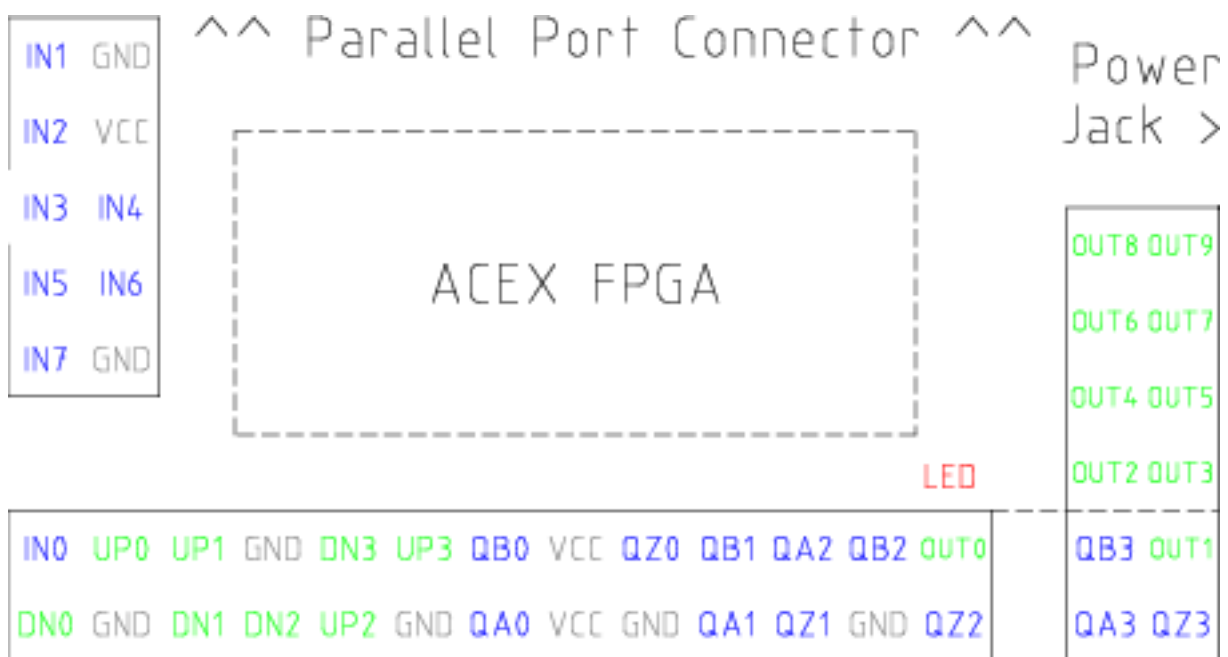 ^^ Parallel Port Connector ^^
Power
Jack >
IN1 GND
IN2 VCC
IN3 IN4
IN5 IN6
IN7 GND
ACEX FPGA
LED
OUT8 OUT9
OUT6 OUT7
OUT4 OUT5
OUT2 OUT3
IN0 UP0 UP1 GND DN3 UP3 QB0 VCC QZ0 QB1 QA2 QB2 OUT0
DN0 GND DN1 DN2 UP2 GND QA0 VCC GND QA1 QZ1 GND QZ2
QB3 OUT1
QA3 QZ3